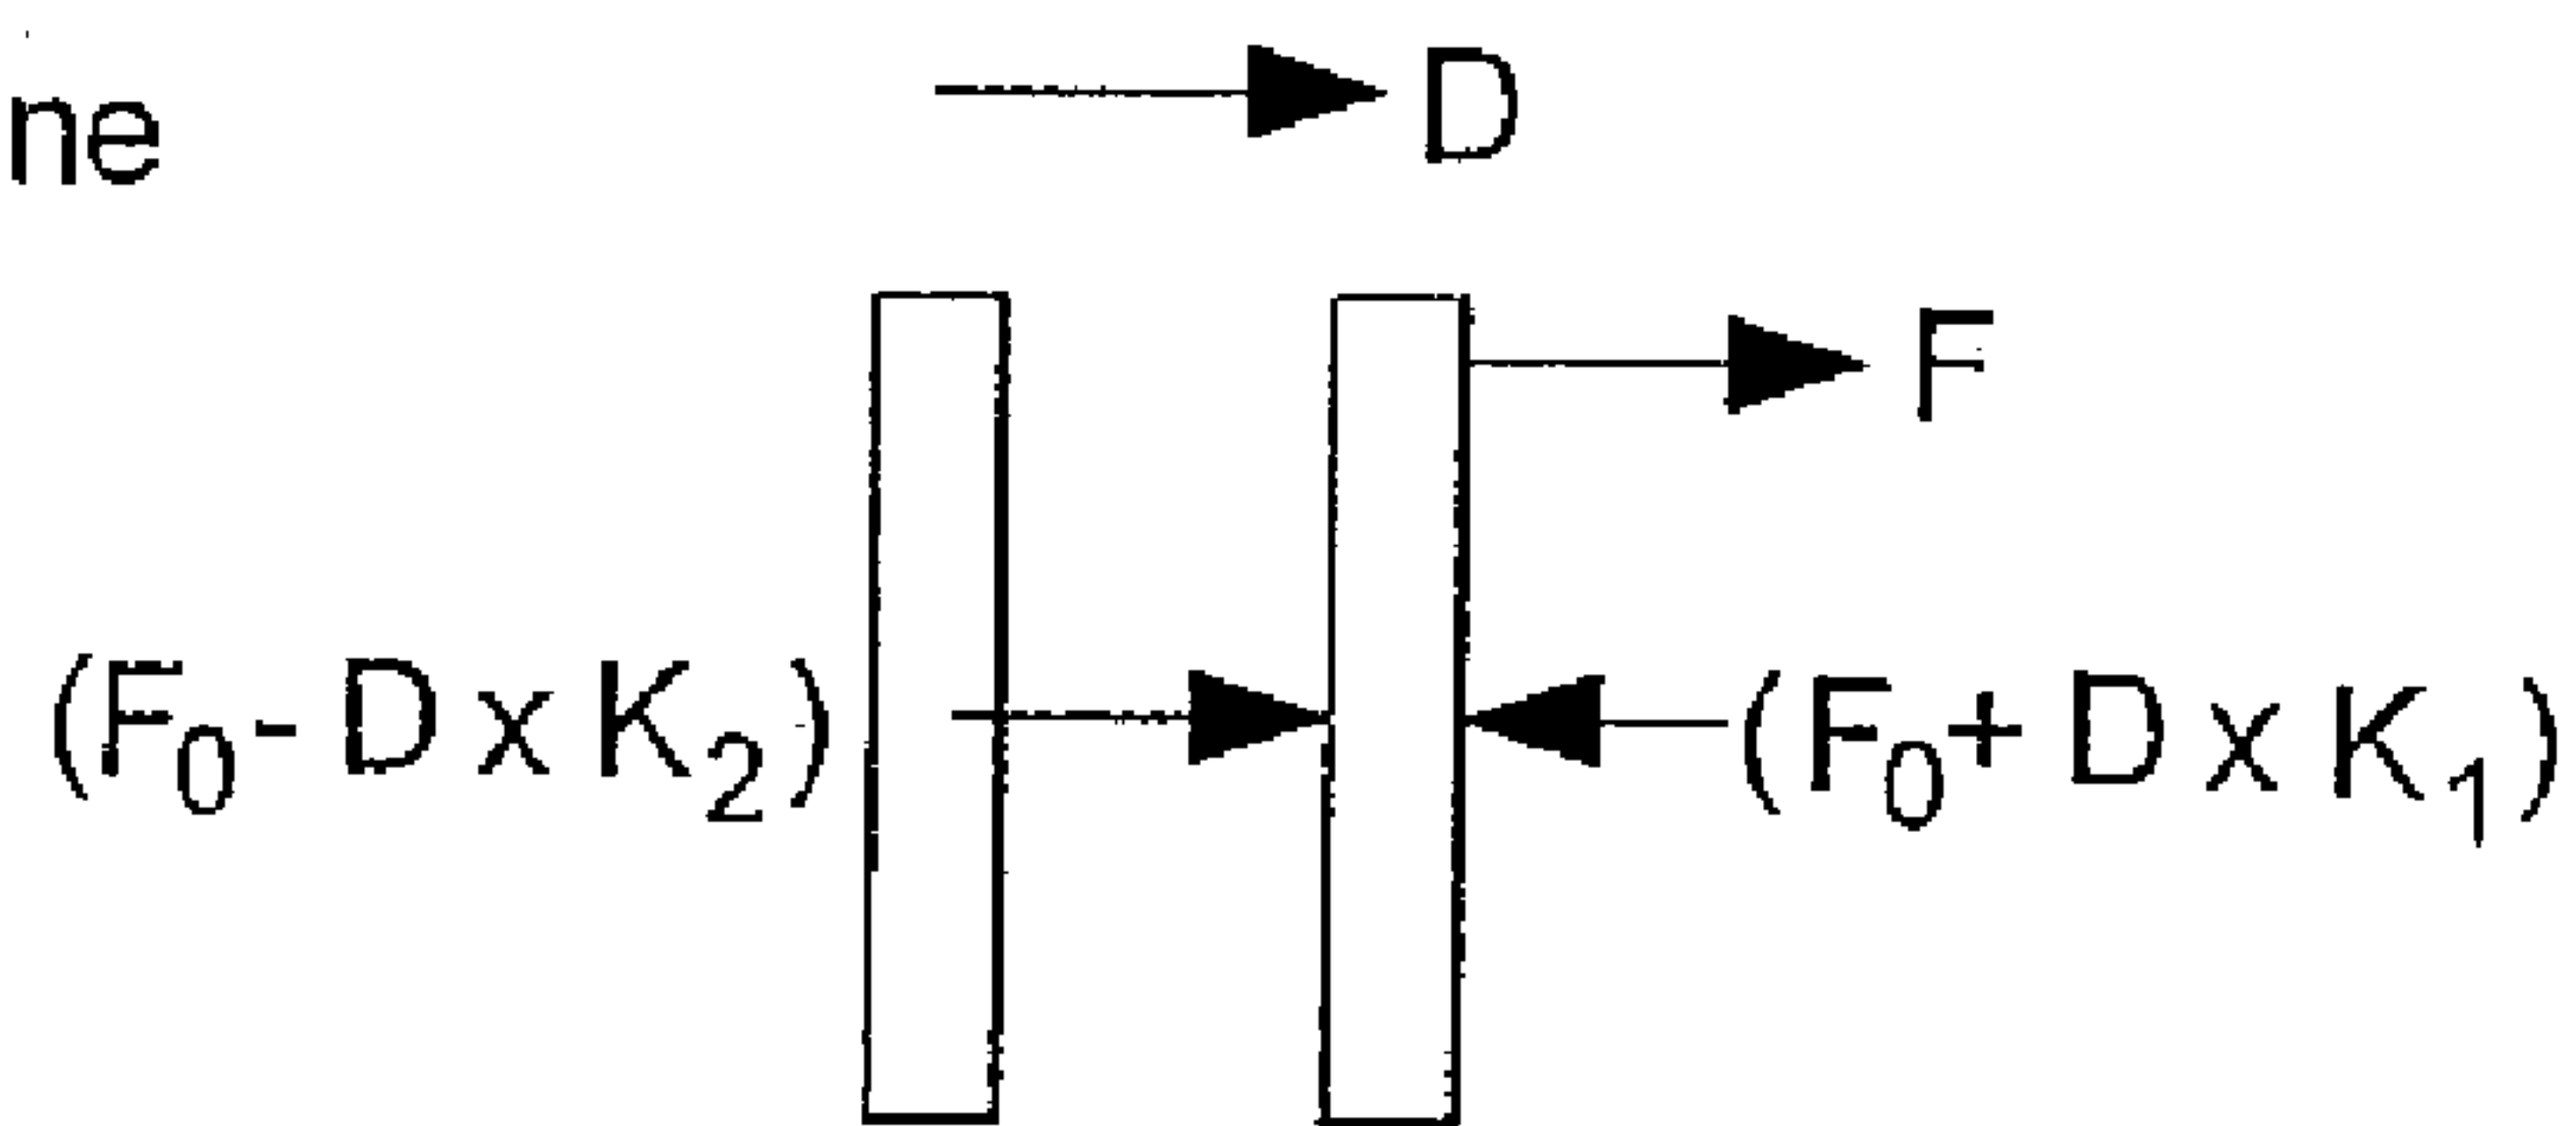 ne
D
F
(F₀- D x K₂)
(F₀+ D x K₁)